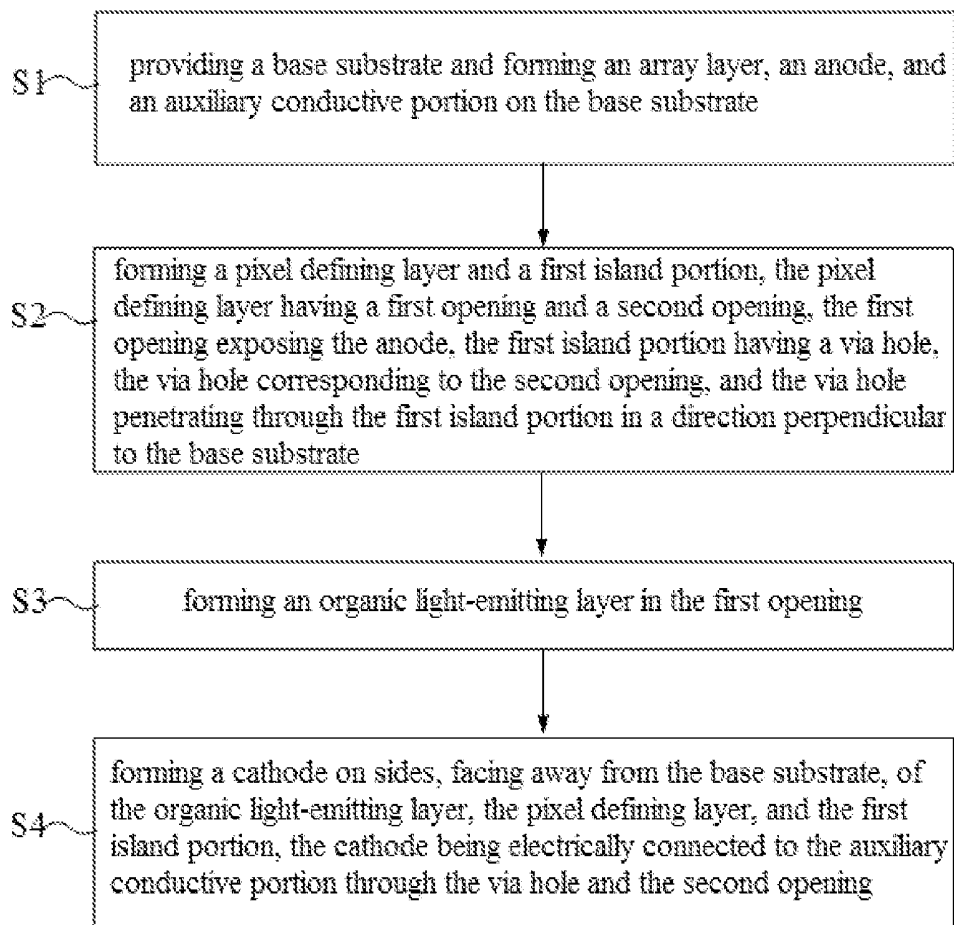 S1
providing a base substrate and forming an array layer, an anode, and
an auxiliary conductive portion on the base substrate
S2
forming a pixel defining layer and a first island portion, the pixel
defining layer having a first opening and a second opening, the first
opening exposing the anode, the first island portion having a via hole,
the via hole corresponding to the second opening, and the via hole
penetrating through the first island portion in a direction perpendicular
to the base substrate
S3
forming an organic light-emitting layer in the first opening
S4
forming a cathode on sides, facing away from the base substrate, of
the organic light-emitting layer, the pixel defining layer, and the first
island portion, the cathode being electrically connected to the auxiliary
conductive portion through the via hole and the second opening